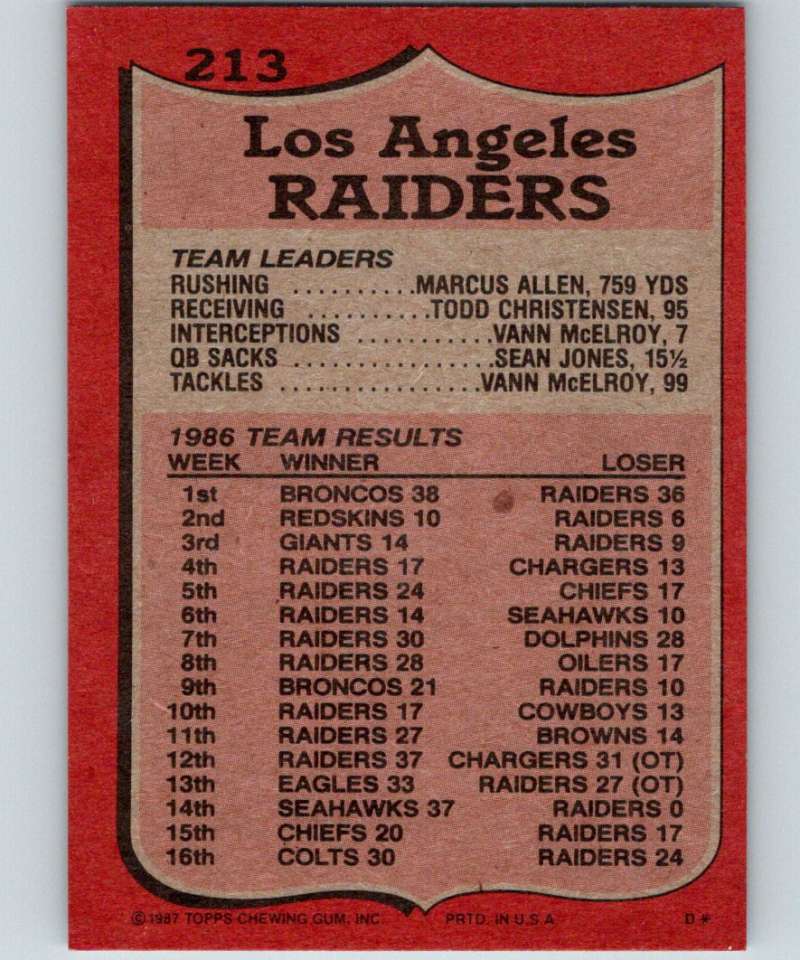 213
Los Angeles
RAIDERS
TEAM LEADERS
RUSHING ..........MARCUS ALLEN, 759 YDS
RECEIVING ..........TODD CHRISTENSEN, 95
INTERCEPTIONS ...........VANN McELROY, 7
QB SACKS .................SEAN JONES, 15½
TACKLES .................VANN McELROY, 99
1986 TEAM RESULTS
WEEK WINNER LOSER
1st BRONCOS 38 RAIDERS 36
2nd REDSKINS 10 RAIDERS 6
3rd GIANTS 14 RAIDERS 9
4th RAIDERS 17 CHARGERS 13
5th RAIDERS 24 CHIEFS 17
6th RAIDERS 14 SEAHAWKS 10
7th RAIDERS 30 DOLPHINS 28
8th RAIDERS 28 OILERS 17
9th BRONCOS 21 RAIDERS 10
10th RAIDERS 17 COWBOYS 13
11th RAIDERS 27 BROWNS 14
12th RAIDERS 37 CHARGERS 31 (OT)
13th EAGLES 33 RAIDERS 27 (OT)
14th SEAHAWKS 37 RAIDERS 0
15th CHIEFS 20 RAIDERS 17
16th COLTS 30 RAIDERS 24
©1987 TOPPS CHEWING GUM, INC. PRTD. IN U.S.A D*